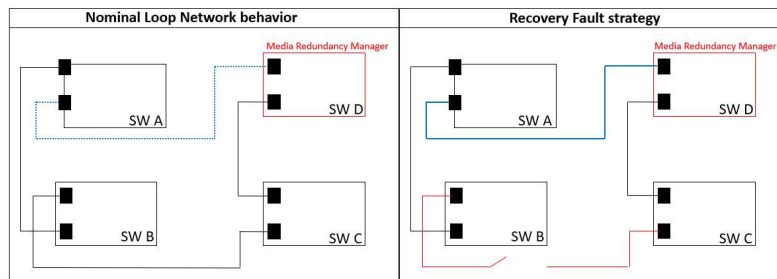 Nominal Loop Network behavior
Recovery Fault strategy
Media Redundancy Manager
SW A
SW D
SW B
SW C
Media Redundancy Manager
SW A
SW D
SW B
SW C